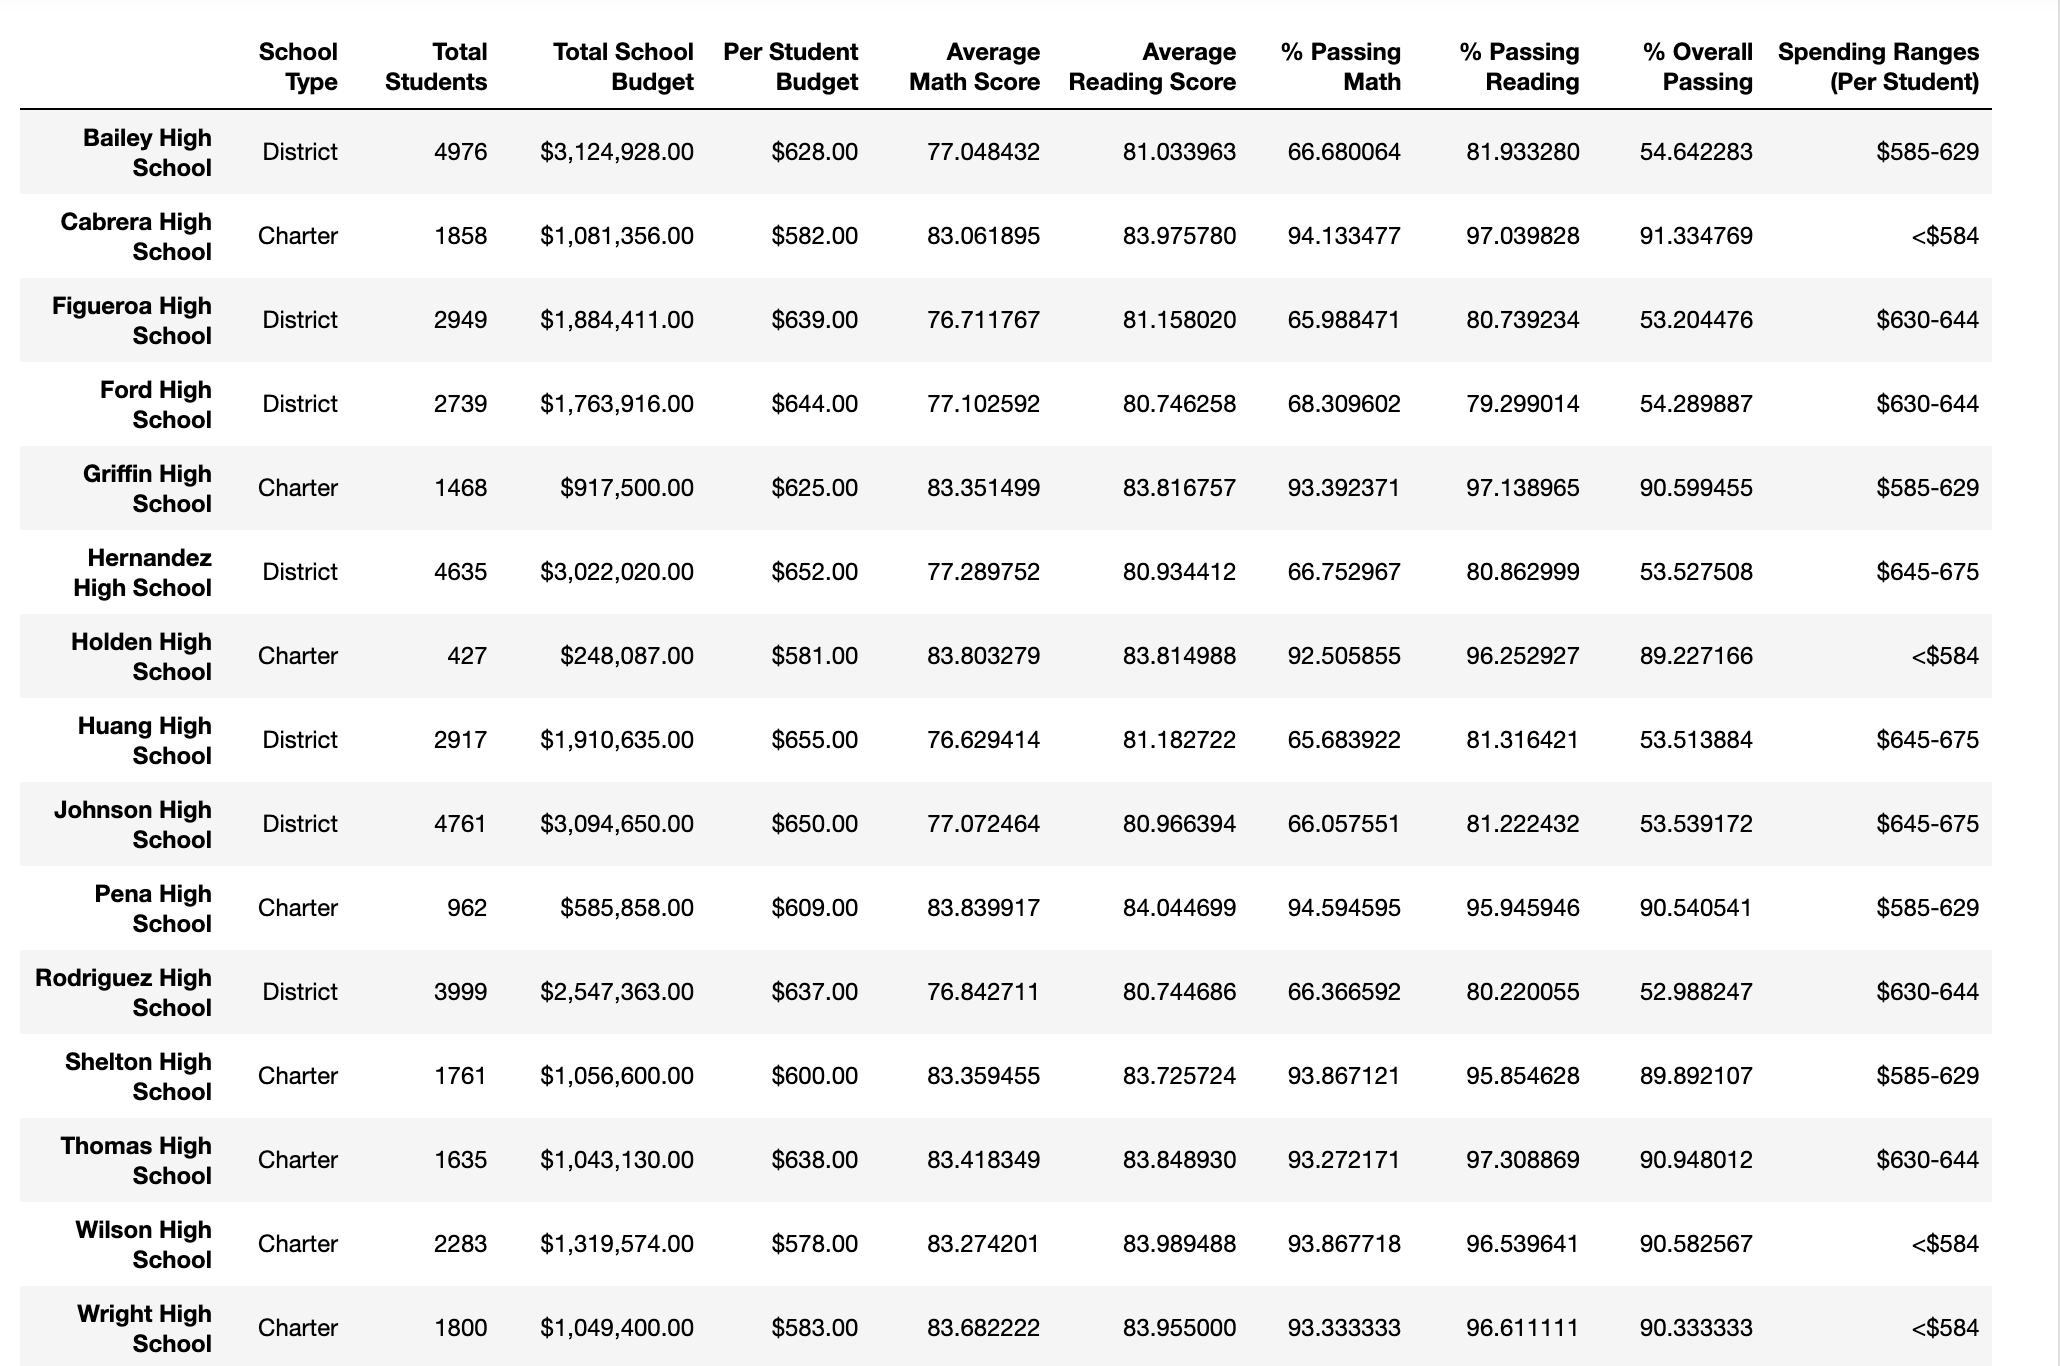 School Total Total School Per Student Average Average % Passing % Passing % Overall Spending Ranges
Type Students Budget Budget Math Score Reading Score Math Reading Passing (Per Student)
Bailey High
School District 4976 $3,124,928.00 $628.00 77.048432 81.033963 66.680064 81.933280 54.642283 $585-629
Cabrera High
School Charter 1858 $1,081,356.00 $582.00 83.061895 83.975780 94.133477 97.039828 91.334769 <$584
Figueroa High
School District 2949 $1,884,411.00 $639.00 76.711767 81.158020 65.988471 80.739234 53.204476 $630-644
Ford High
School District 2739 $1,763,916.00 $644.00 77.102592 80.746258 68.309602 79.299014 54.289887 $630-644
Griffin High
School Charter 1468 $917,500.00 $625.00 83.351499 83.816757 93.392371 97.138965 90.599455 $585-629
Hernandez
High School District 4635 $3,022,020.00 $652.00 77.289752 80.934412 66.752967 80.862999 53.527508 $645-675
Holden High
School Charter 427 $248,087.00 $581.00 83.803279 83.814988 92.505855 96.252927 89.227166 <$584
Huang High
School District 2917 $1,910,635.00 $655.00 76.629414 81.182722 65.683922 81.316421 53.513884 $645-675
Johnson High
School District 4761 $3,094,650.00 $650.00 77.072464 80.966394 66.057551 81.222432 53.539172 $645-675
Pena High
School Charter 962 $585,858.00 $609.00 83.839917 84.044699 94.594595 95.945946 90.540541 $585-629
Rodriguez High
School District 3999 $2,547,363.00 $637.00 76.842711 80.744686 66.366592 80.220055 52.988247 $630-644
Shelton High
School Charter 1761 $1,056,600.00 $600.00 83.359455 83.725724 93.867121 95.854628 89.892107 $585-629
Thomas High
School Charter 1635 $1,043,130.00 $638.00 83.418349 83.848930 93.272171 97.308869 90.948012 $630-644
Wilson High
School Charter 2283 $1,319,574.00 $578.00 83.274201 83.989488 93.867718 96.539641 90.582567 <$584
Wright High
School Charter 1800 $1,049,400.00 $583.00 83.682222 83.955000 93.333333 96.611111 90.333333 <$584